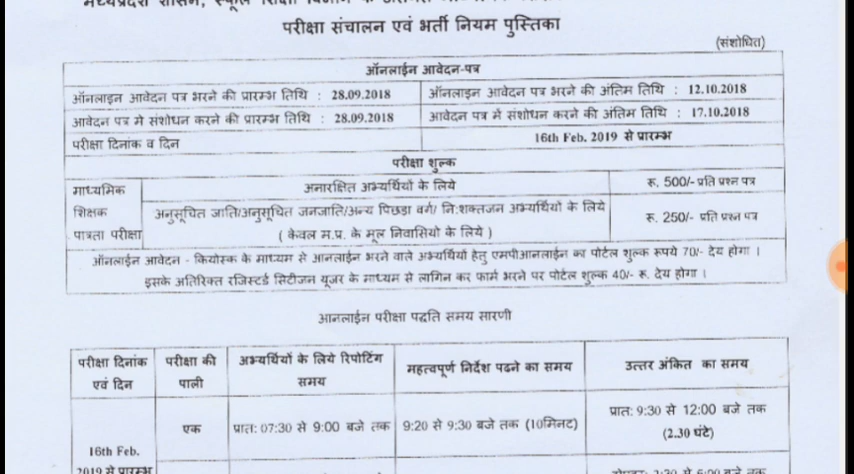 परीक्षा संचालन एवं भर्ती नियम पुस्तिका
(संशोधित)
ऑनलाईन आवेदन-पत्र
ऑनलाइन आवेदन पत्र भरने की प्रारम्भ तिथि : 28.09.2018 ऑनलाइन आवेदन पत्र भरने की अंतिम तिथि : 12.10.2018
आवेदन पत्र मे संशोधन करने की प्रारम्भ तिथि : 28.09.2018 आवेदन पत्र में संशोधन करने की अंतिम तिथि : 17.10.2018
परीक्षा दिनांक व दिन 16th Feb. 2019 से प्रारम्भ
परीक्षा शुल्क
माध्यमिक शिक्षक पात्रता परीक्षा
अनारक्षित अभ्यर्थियों के लिये रू. 500/- प्रति प्रश्न पत्र
अनुसूचित जाति/अनुसूचित जनजाति/अन्य पिछड़ा वर्ग/ नि:शक्तजन अभ्यर्थियों के लिये रू. 250/- प्रति प्रश्न पत्र
( केवल म.प्र. के मूल निवासियो के लिए )
ऑनलाईन आवेदन - कियोस्क के माध्यम से आनलाईन भरने वाले अभ्यर्थियों हेतु एमपीआनलाईन का पोर्टल शुल्क रूपये 70/- देय होगा ।
इसके अतिरिक्त रजिस्टर्ड सिटीजन यूजर के माध्यम से लागिन कर फार्म भरने पर पोर्टल शुल्क 40/- रू. देय होगा ।
आनलाईन परीक्षा पद्धति समय सारणी
परीक्षा दिनांक एवं दिन
परीक्षा की पाली
अभ्यर्थियों के लिये रिपोर्टिंग समय
महत्वपूर्ण निर्देश पढने का समय
उत्तर अंकित का समय
16th Feb.
2019 से प्रारम्भ
एक
प्रात: 07:30 से 9:00 बजे तक
9:20 से 9:30 बजे तक (10मिनट)
प्रात: 9:30 से 12:00 बजे तक
(2.30 घंटे)